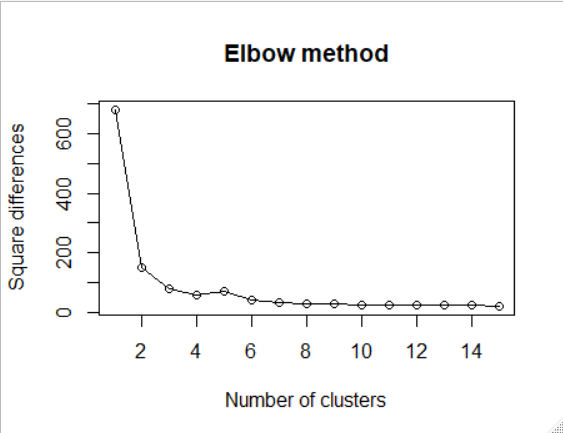 Elbow method
Square differences
600
400
200
0
2 4 6 8 10 12 14
Number of clusters